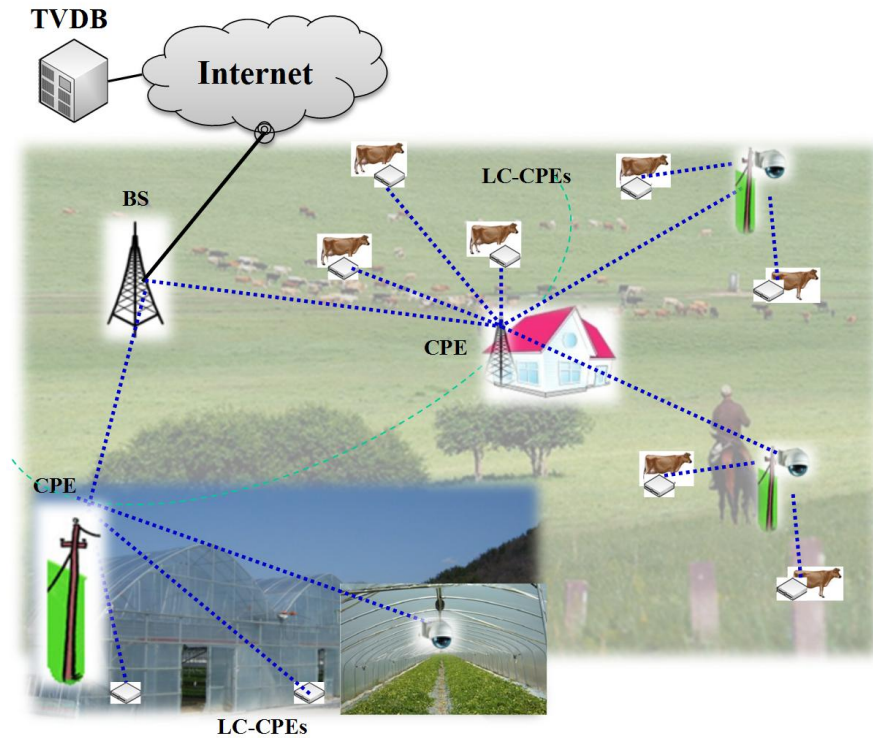 TVDB
Internet
BS
LC-CPEs
CPE
CPE
LC-CPEs